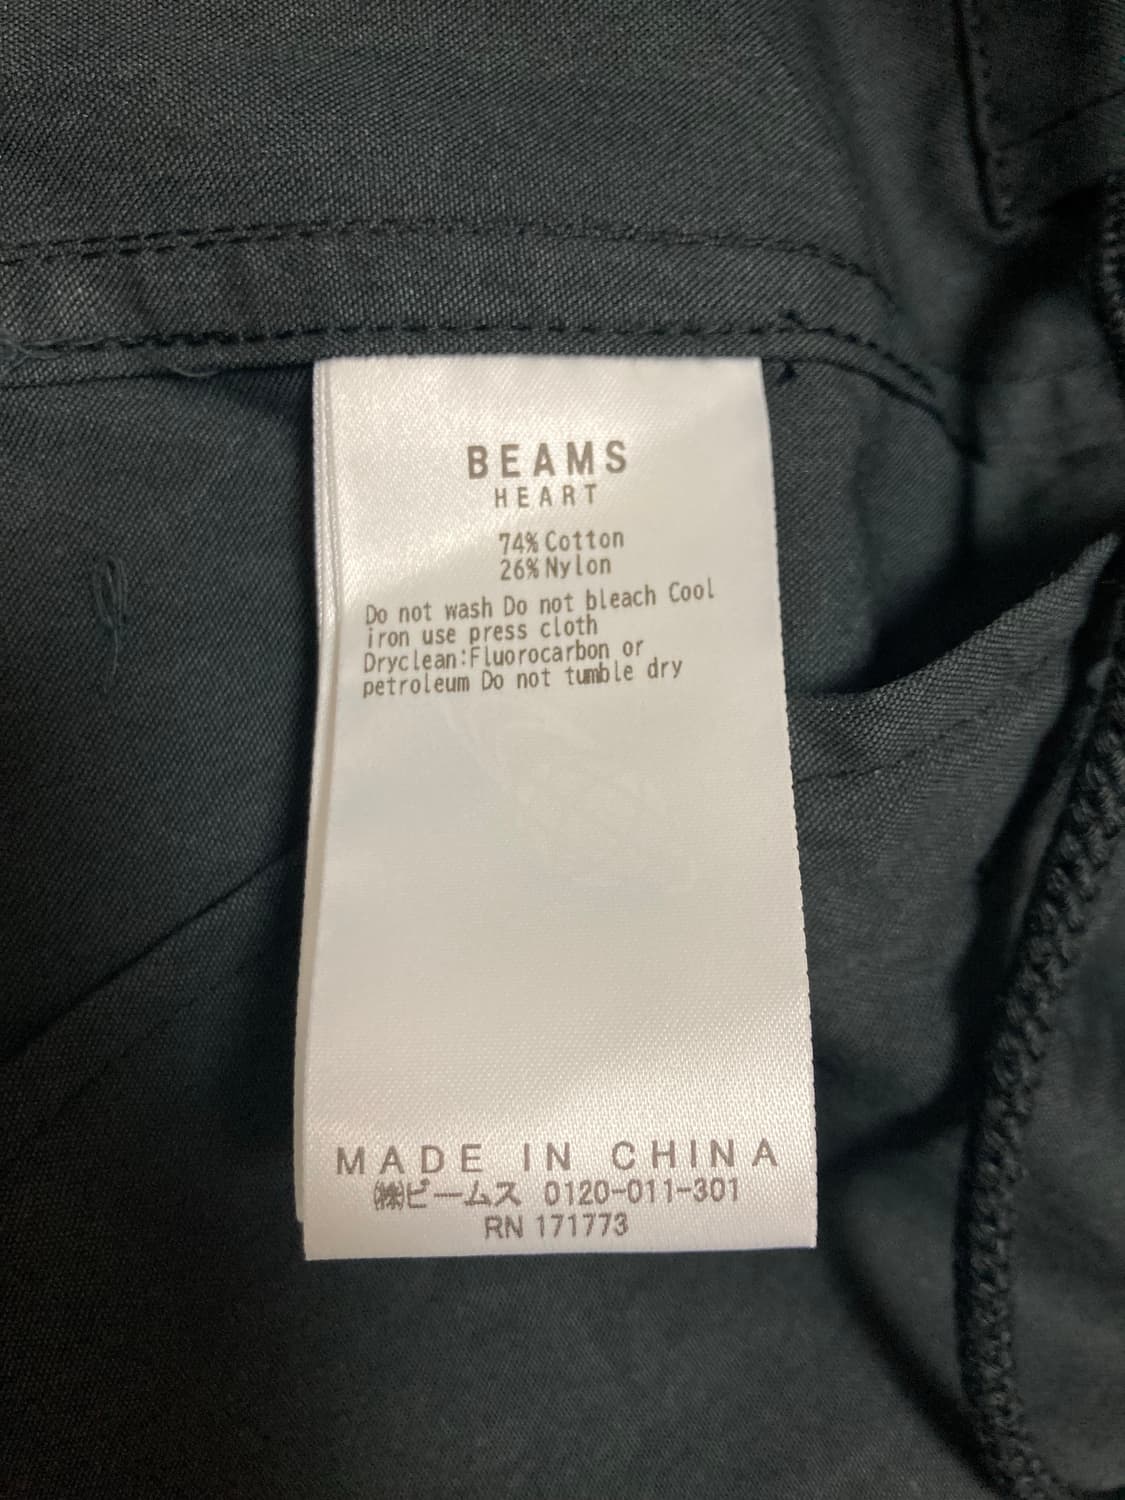 BEAMS
HEART
74% Cotton
26% Nylon
Do not wash Do not bleach Cool
iron use press cloth
Dryclean:Fluorocarbon or
petroleum Do not tumble dry
MADE IN CHINA
㈱ビームス 0120-011-301
RN 171773